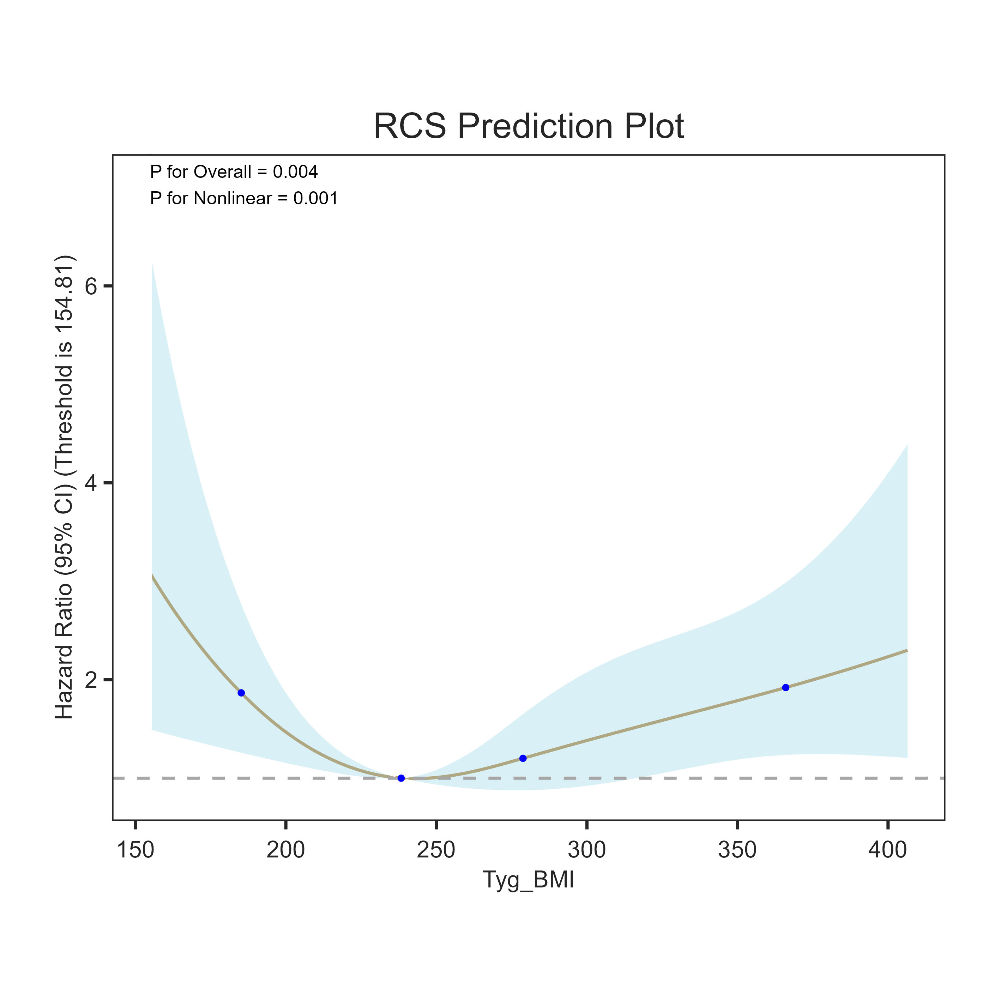 RCS Prediction Plot
P for Overall = 0.004
P for Nonlinear = 0.001
Hazard Ratio (95% CI) (Threshold is 154.81)
6
4
2
150 200 250 300 350 400
Tyg_BMI